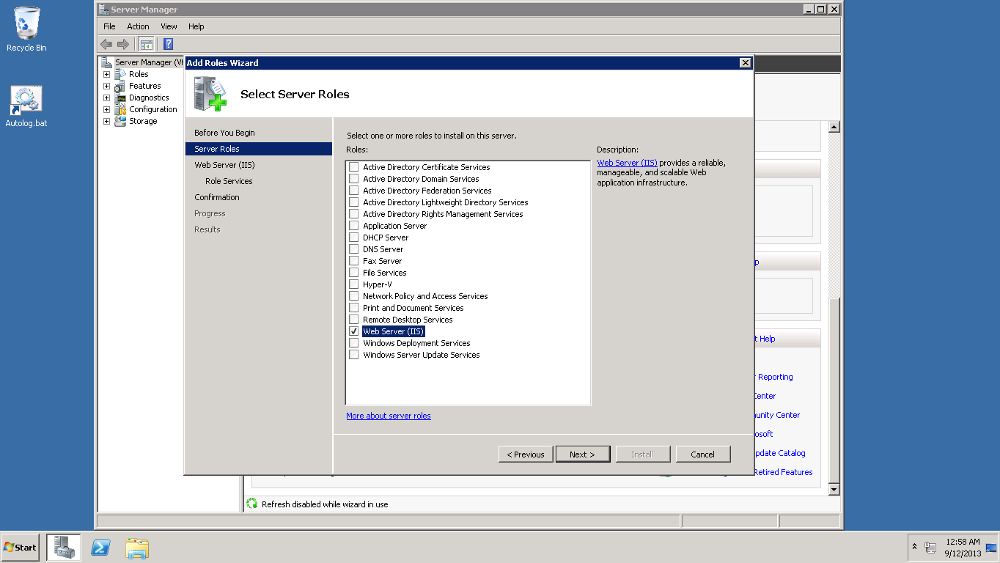 Recycle Bin
Autolog.bat
Server Manager
File Action View Help
Server Manager (
Roles
Features
Diagnostics
Configuration
Storage
Add Roles Wizard
Select Server Roles
Before You Begin
Server Roles
Web Server (IIS)
Role Services
Confirmation
Progress
Results
Select one or more roles to install on this server.
Roles:
Active Directory Certificate Services
Active Directory Domain Services
Active Directory Federation Services
Active Directory Lightweight Directory Services
Active Directory Rights Management Services
Application Server
DHCP Server
DNS Server
Fax Server
File Services
Hyper-V
Network Policy and Access Services
Print and Document Services
Remote Desktop Services
Web Server (IIS)
Windows Deployment Services
Windows Server Update Services
More about server roles
Description:
Web Server (IIS) provides a reliable,
manageable, and scalable Web
application infrastructure.
< Previous Next > Install Cancel
p
t Help
r Reporting
Center
unity Center
osoft
pdate Catalog
Retired Features
Refresh disabled while wizard in use
Start
12:58 AM
9/12/2013